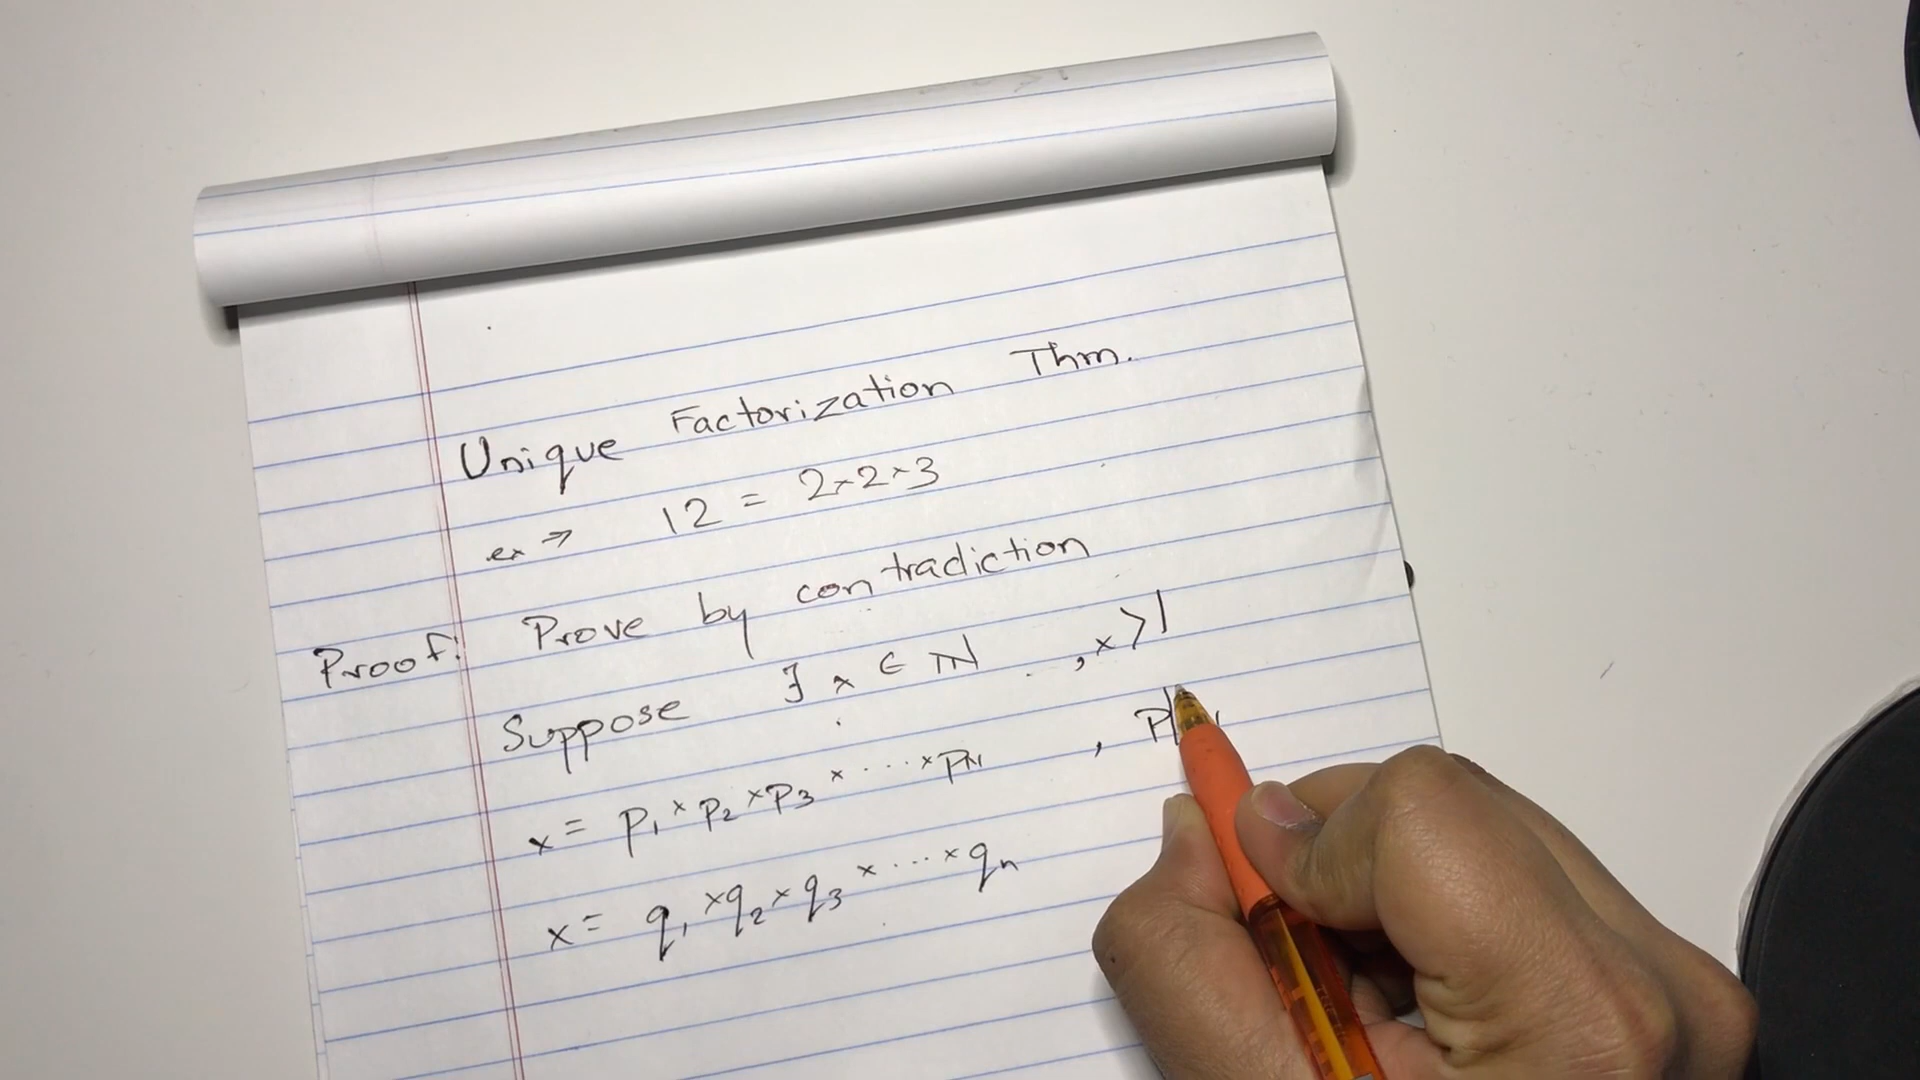 Unique Factorization Thm.
ex ⇒ 12 = 2×2×3
Proof: Prove by contradiction
Suppose ∃ x ∈ ℕ , x>1
x = p₁ × p₂ × p₃ × .... × pN , P
x = q₁ × q₂ × q₃ × .... × qn